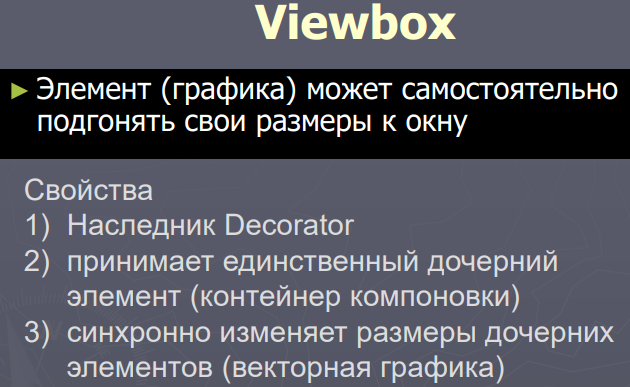 Viewbox
► Элемент (графика) может самостоятельно
подгонять свои размеры к окну
Свойства
1) Наследник Decorator
2) принимает единственный дочерний
элемент (контейнер компоновки)
3) синхронно изменяет размеры дочерних
элементов (векторная графика)